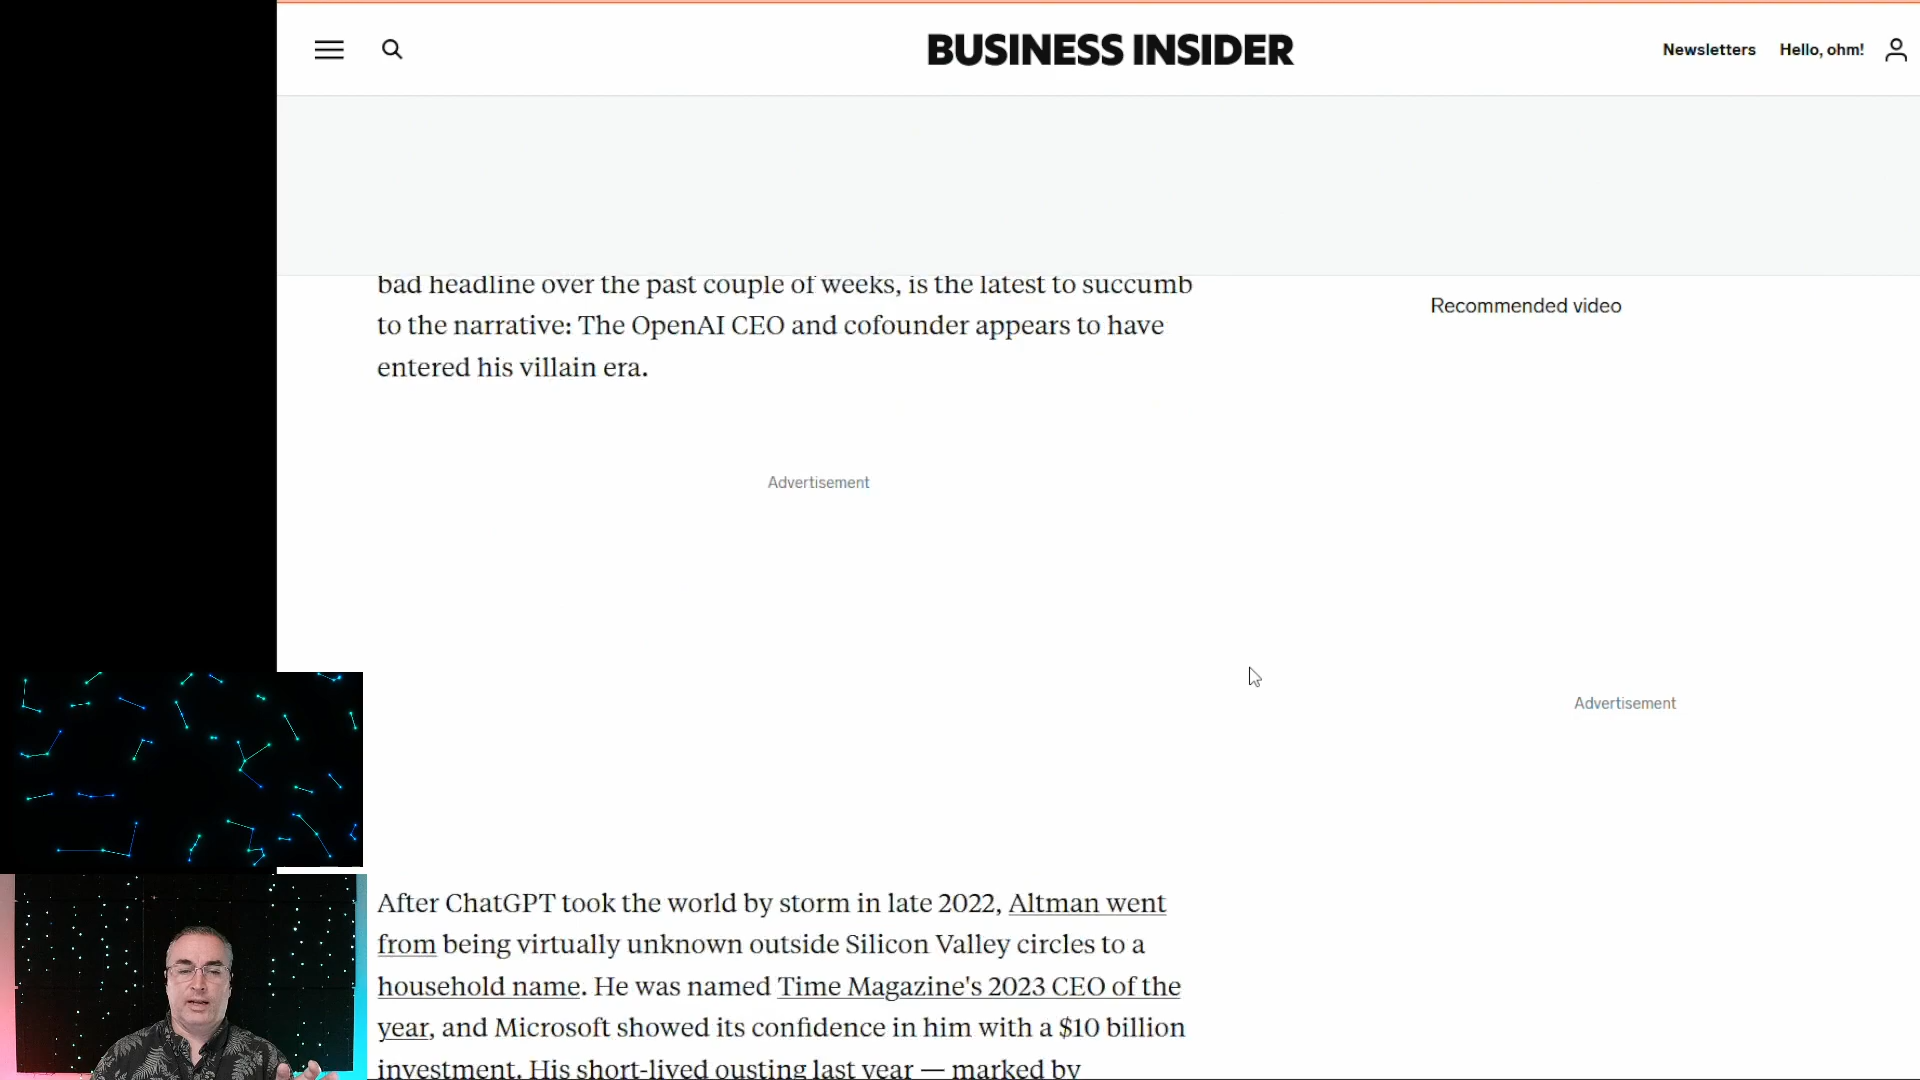 BUSINESS INSIDER
Newsletters
Hello, ohm!
bad headline over the past couple of weeks, is the latest to succumb
to the narrative: The OpenAI CEO and cofounder appears to have
entered his villain era.
Recommended video
Advertisement
Advertisement
After ChatGPT took the world by storm in late 2022, Altman went
from being virtually unknown outside Silicon Valley circles to a
household name. He was named Time Magazine's 2023 CEO of the
year, and Microsoft showed its confidence in him with a $10 billion
investment. His short-lived ousting last year — marked by